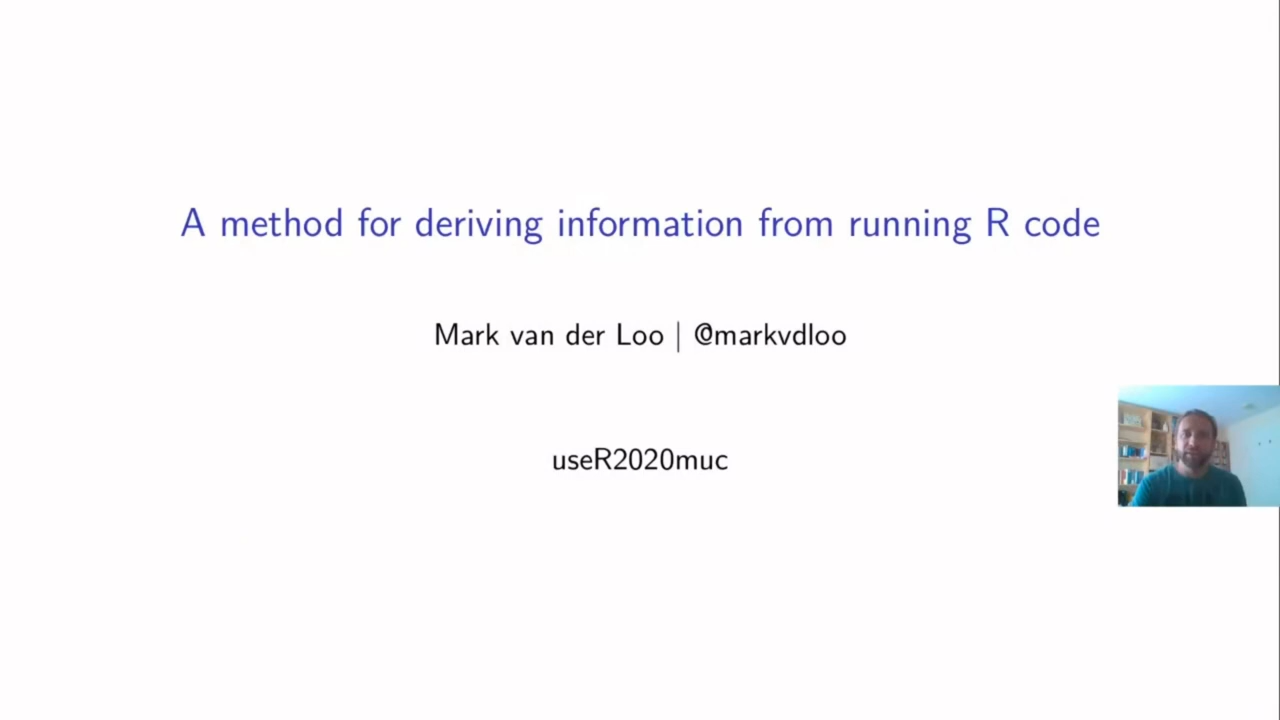 A method for deriving information from running R code
Mark van der Loo | @markvdloo
useR2020muc